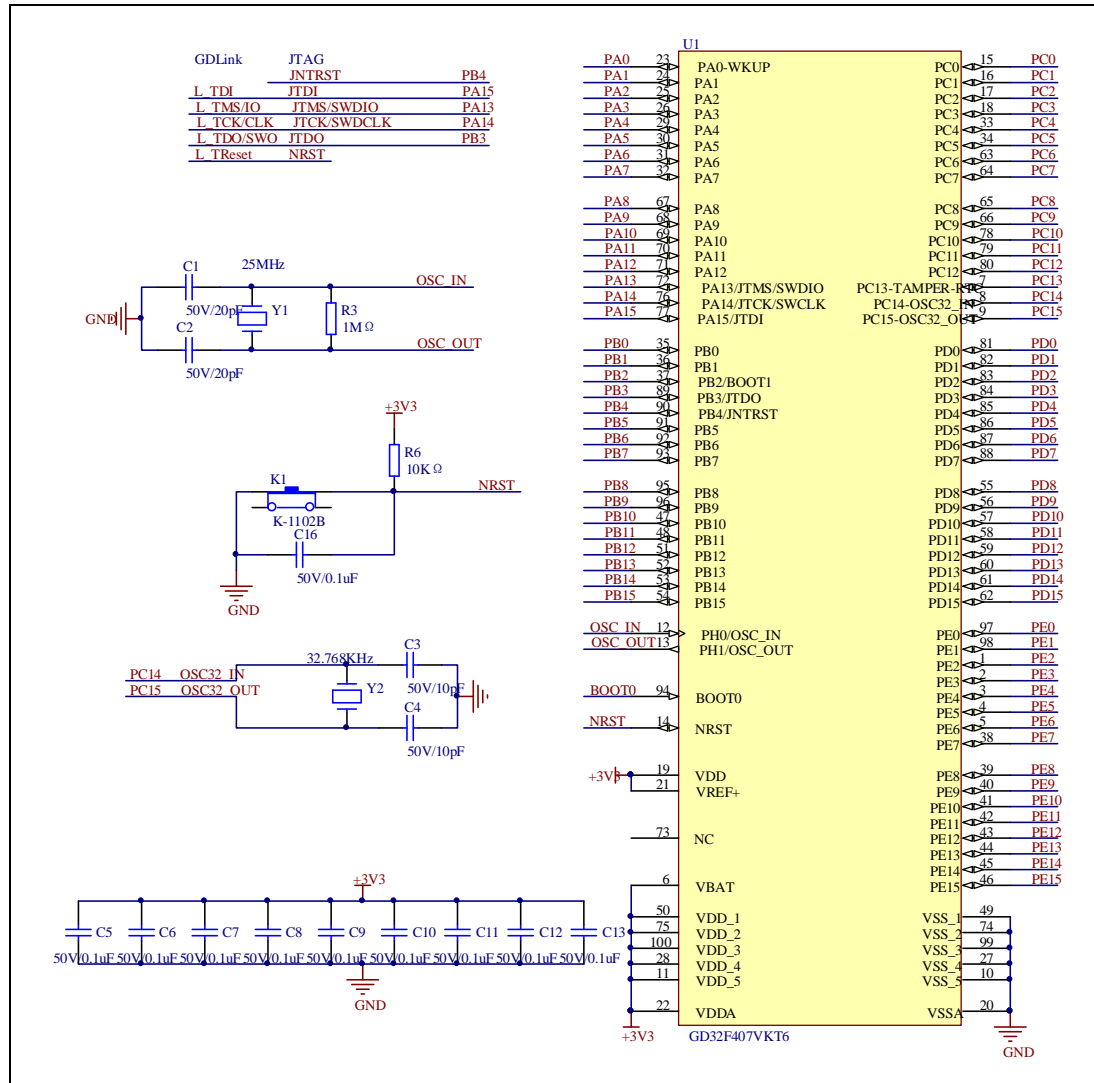 GDLink JTAG
JNTRST PB4
L_TDI JTDI PA15
L_TMS/IO JTMS/SWDIO PA13
L_TCK/CLK JTCK/SWDCLK PA14
L_TDO/SWO JTDO PB3
L_TReset NRST
C1
25MHz
OSC_IN
50V/20pF
Y1
R3
1MΩ
GND
C2
OSC_OUT
50V/20pF
+3V3
R6
10KΩ
K1
NRST
K-1102B
C16
50V/0.1uF
GND
32.768KHz
C3
PC14 OSC32_IN
50V/10pF
PC15 OSC32_OUT
Y2
C4
50V/10pF
+3V3
C5 C6 C7 C8 C9 C10 C11 C12 C13
50V/0.1uF 50V/0.1uF 50V/0.1uF 50V/0.1uF 50V/0.1uF 50V/0.1uF 50V/0.1uF 50V/0.1uF 50V/0.1uF
GND
U1
PA0 23 PA0-WKUP PC0 15 PC0
PA1 24 PA1 PC1 16 PC1
PA2 25 PA2 PC2 17 PC2
PA3 26 PA3 PC3 18 PC3
PA4 29 PA4 PC4 33 PC4
PA5 30 PA5 PC5 34 PC5
PA6 31 PA6 PC6 63 PC6
PA7 32 PA7 PC7 64 PC7
PA8 67 PA8 PC8 65 PC8
PA9 68 PA9 PC9 66 PC9
PA10 69 PA10 PC10 78 PC10
PA11 70 PA11 PC11 79 PC11
PA12 71 PA12 PC12 80 PC12
PA13 72 PA13/JTMS/SWDIO PC13-TAMPER-RTC 7 PC13
PA14 76 PA14/JTCK/SWCLK PC14-OSC32_IN 8 PC14
PA15 77 PA15/JTDI PC15-OSC32_OUT 9 PC15
PB0 35 PB0 PD0 81 PD0
PB1 36 PB1 PD1 82 PD1
PB2 37 PB2/BOOT1 PD2 83 PD2
PB3 89 PB3/JTDO PD3 84 PD3
PB4 90 PB4/JNTRST PD4 85 PD4
PB5 91 PB5 PD5 86 PD5
PB6 92 PB6 PD6 87 PD6
PB7 93 PB7 PD7 88 PD7
PB8 95 PB8 PD8 55 PD8
PB9 96 PB9 PD9 56 PD9
PB10 47 PB10 PD10 57 PD10
PB11 48 PB11 PD11 58 PD11
PB12 51 PB12 PD12 59 PD12
PB13 52 PB13 PD13 60 PD13
PB14 53 PB14 PD14 61 PD14
PB15 54 PB15 PD15 62 PD15
OSC_IN 12 PH0/OSC_IN PE0 97 PE0
OSC_OUT 13 PH1/OSC_OUT PE1 98 PE1
PE2 1 PE2
PE3 2 PE3
BOOT0 94 BOOT0 PE4 3 PE4
PE5 4 PE5
NRST 14 NRST PE6 5 PE6
PE7 38 PE7
+3V3 19 VDD PE8 39 PE8
21 VREF+ PE9 40 PE9
PE10 41 PE10
PE11 42 PE11
73 NC PE12 43 PE12
PE13 44 PE13
PE14 45 PE14
6 VBAT PE15 46 PE15
50 VDD_1 VSS_1 49
75 VDD_2 VSS_2 74
100 VDD_3 VSS_3 99
28 VDD_4 VSS_4 27
11 VDD_5 VSS_5 10
22 VDDA VSSA 20
+3V3 GD32F407VKT6 GND